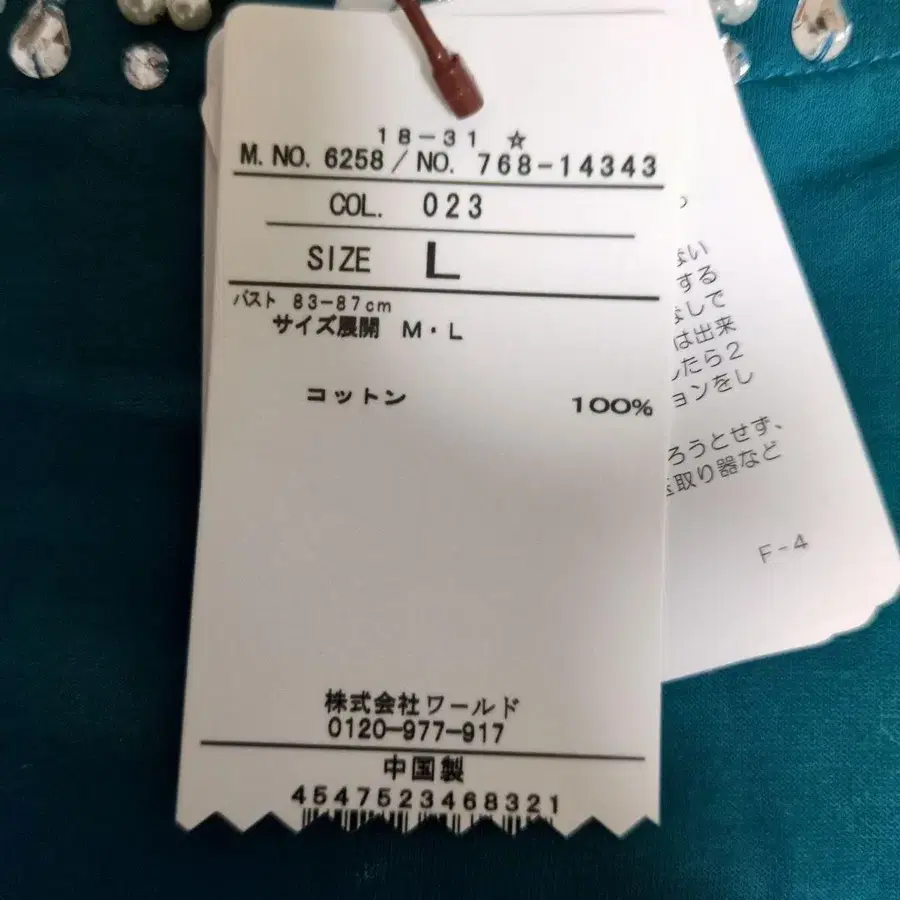 18-31 ☆
M. NO. 6258 / NO. 768-14343
COL. 023
SIZE L
バスト 83-87cm
サイズ展開 M・L
コットン 100%
株式会社ワールド
0120-977-917
中国製
4547523468321
ない
する
なしで
は出来
したら2
ョンをし
ろうとせず、
取り器など
F-4